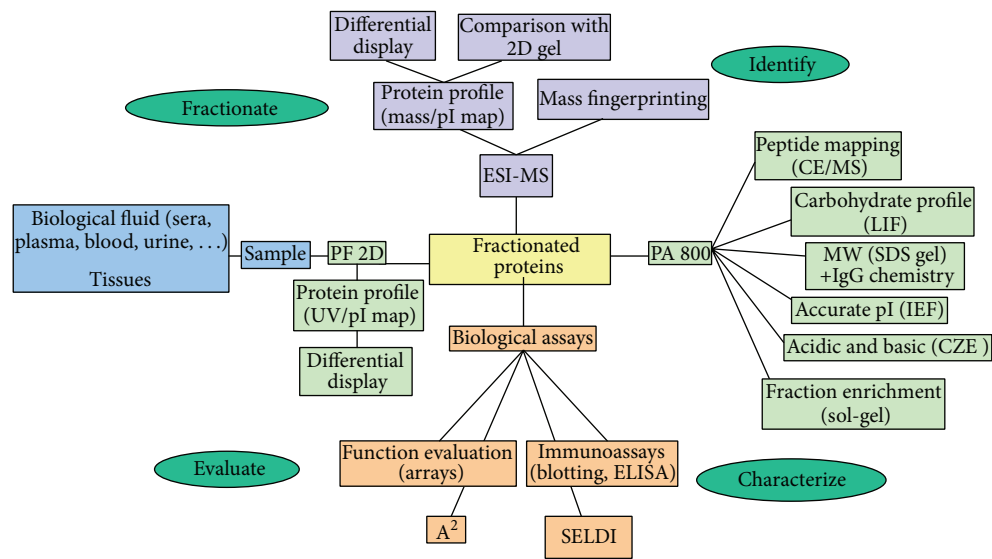 Differential
display
Comparison with
2D gel
Identify
Fractionate
Protein profile
(mass/pI map)
Mass fingerprinting
ESI-MS
Peptide mapping
(CE/MS)
Carbohydrate profile
(LIF)
Biological fluid (sera,
plasma, blood, urine, . . .)
Tissues
Sample
PF 2D
Fractionated
proteins
PA 800
MW (SDS gel)
+IgG chemistry
Protein profile
(UV/pI map)
Accurate pI (IEF)
Biological assays
Acidic and basic (CZE )
Differential
display
Fraction enrichment
(sol-gel)
Evaluate
Function evaluation
(arrays)
Immunoassays
(blotting, ELISA)
Characterize
A²
SELDI